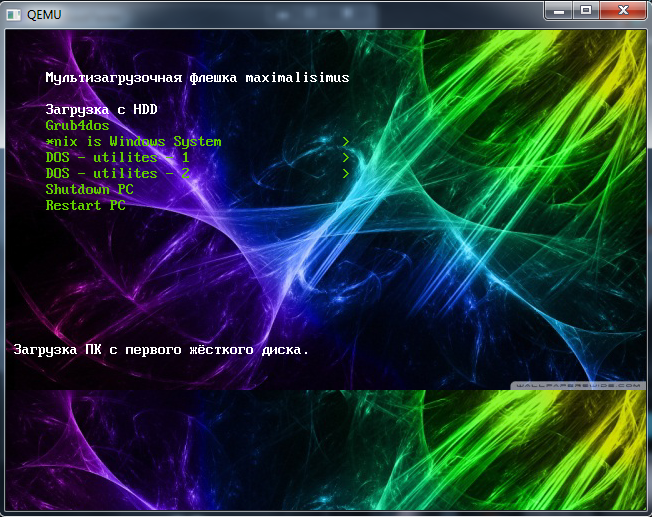 QEMU
Мультизагрузочная флешка maximalisimus
Загрузка с HDD
Grub4dos
*nix is Windows System >
DOS - utilites - 1 >
DOS - utilites - 2 >
Shutdown PC
Restart PC
Загрузка ПК с первого жёсткого диска.
WALLPAPERSWIDE.COM